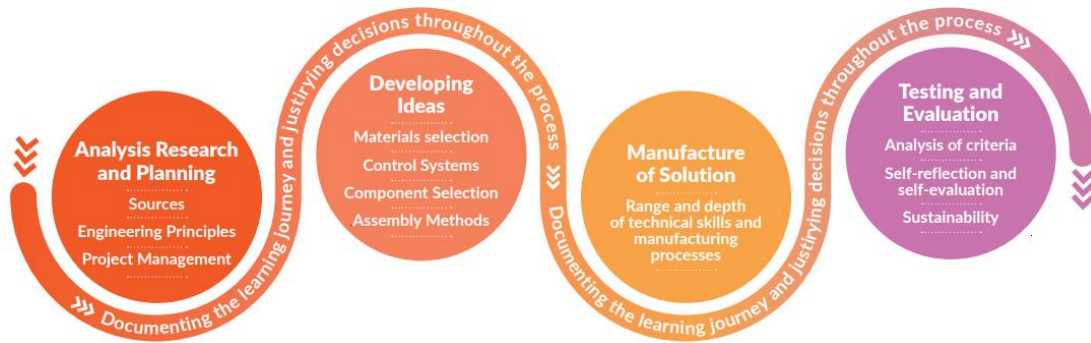 Analysis Research
and Planning
Sources
Engineering Principles
Project Management
Documenting the learning journey and justirying decisions throughout the process
Developing
Ideas
Materials selection
Control Systems
Component Selection
Assembly Methods
Manufacture
of Solution
Range and depth
of technical skills and
manufacturing
processes
Documenting the learning journey and justirying decisions throughout the process
Testing and
Evaluation
Analysis of criteria
Self-reflection and
self-evaluation
Sustainability